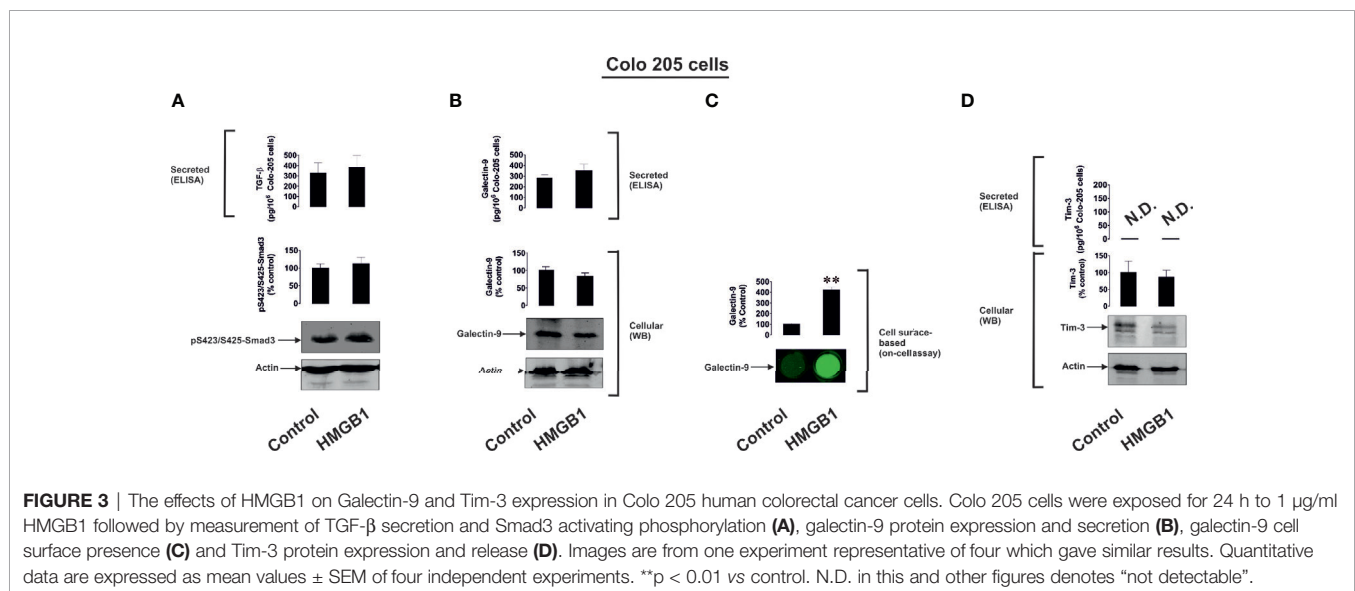 Colo 205 cells
A
B
C
D
Secreted
(ELISA)
TGF-β
(pg/10⁶ Colo-205 cells)
500
400
300
200
100
0
pS423/S425-Smad3
(% control)
150
100
50
0
pS423/S425-Smad3
Actin
Control
HMGB1
Galectin-9
(pg/10⁶ Colo-205 cells)
500
400
300
200
100
0
Secreted
(ELISA)
Galectin-9
(% control)
150
100
50
0
Galectin-9
Actin
Cellular
(WB)
Control
HMGB1
Galectin-9
(% Control)
500
400
300
200
100
0
**
Galectin-9
Cell surface-
based
(on-cell assay)
Control
HMGB1
Secreted
(ELISA)
Tim-3
(pg/10⁶ Colo-205 cells)
200
150
100
50
0
N.D.
N.D.
Cellular
(WB)
Tim-3
(% control)
150
100
50
0
Tim-3
Actin
Control
HMGB1
FIGURE 3 | The effects of HMGB1 on Galectin-9 and Tim-3 expression in Colo 205 human colorectal cancer cells. Colo 205 cells were exposed for 24 h to 1 µg/ml
HMGB1 followed by measurement of TGF-β secretion and Smad3 activating phosphorylation (A), galectin-9 protein expression and secretion (B), galectin-9 cell
surface presence (C) and Tim-3 protein expression and release (D). Images are from one experiment representative of four which gave similar results. Quantitative
data are expressed as mean values ± SEM of four independent experiments. **p < 0.01 vs control. N.D. in this and other figures denotes “not detectable”.